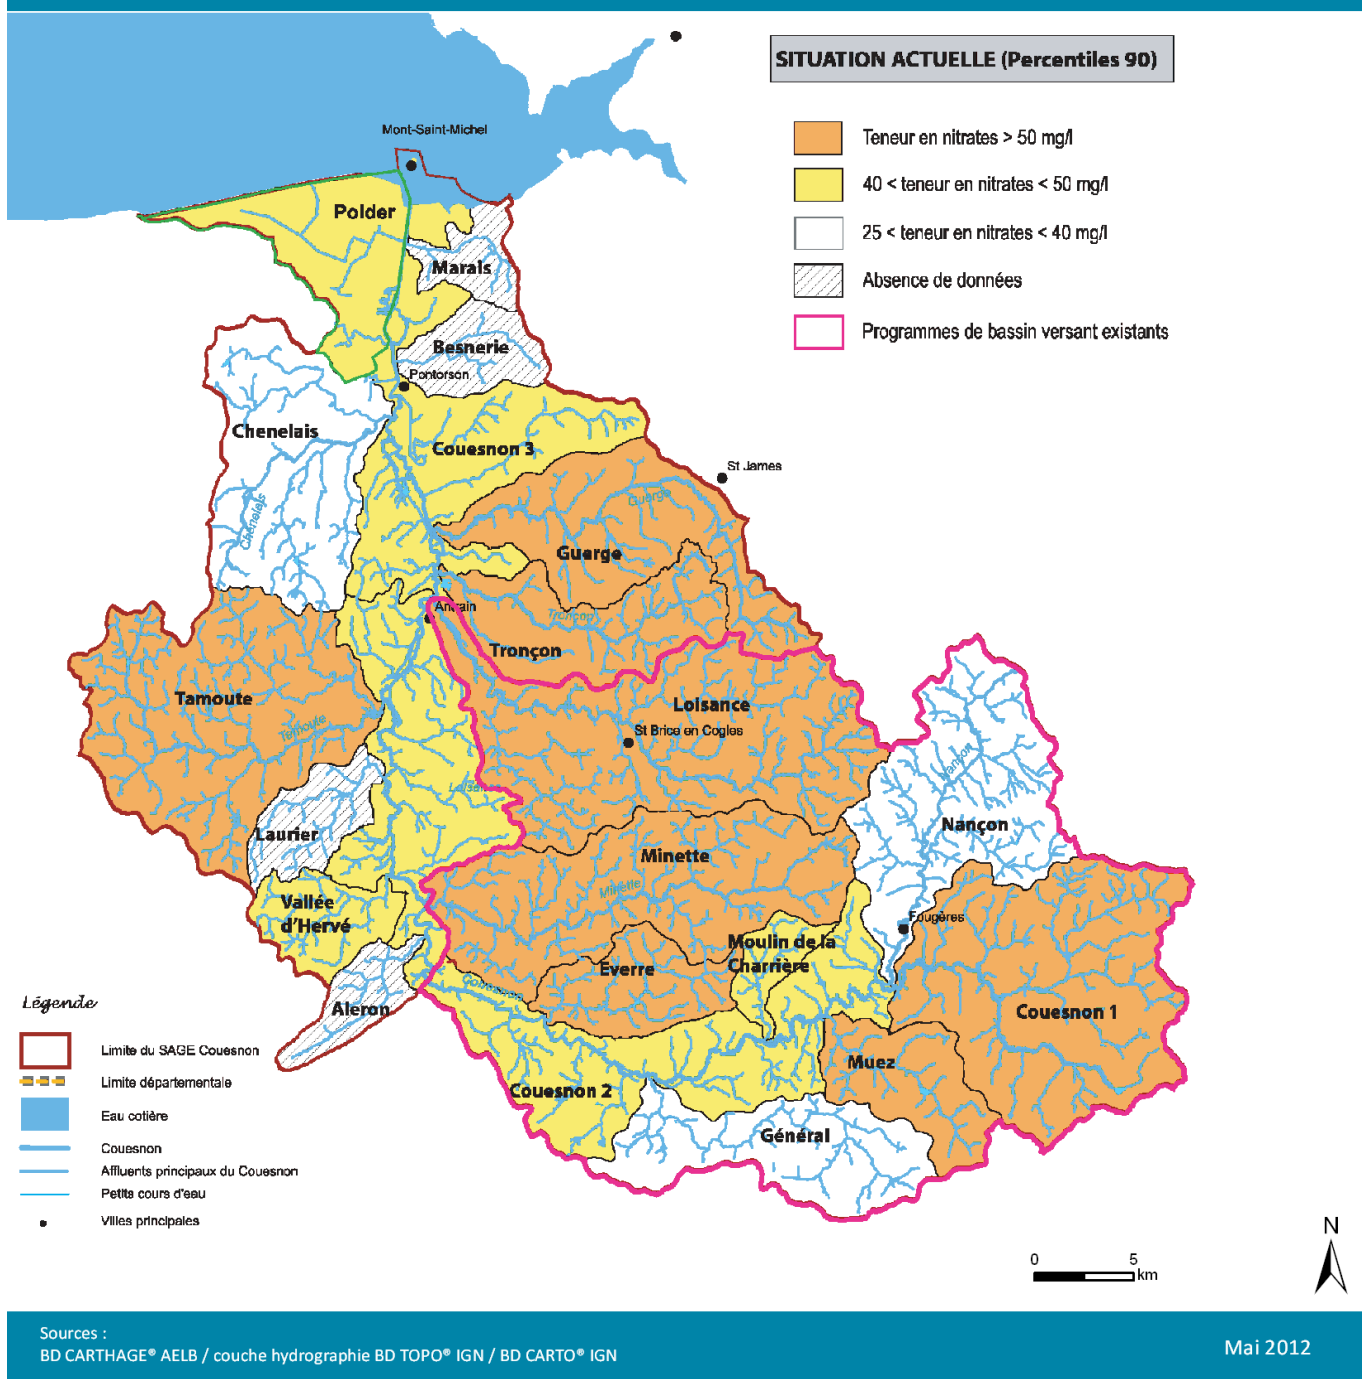 SITUATION ACTUELLE (Percentiles 90)
Teneur en nitrates > 50 mg/l
40 < teneur en nitrates < 50 mg/l
25 < teneur en nitrates < 40 mg/l
Absence de données
Programmes de bassin versant existants
Mont-Saint-Michel
Polder
Marais
Besnerie
Pontorson
Chenelais
Couesnon 3
St James
Chenelais
Guerge
Guerge
Antrain
Tronçon
Tronçon
Tamoute
Tamoute
Loisance
St Brice en Cogles
Loisance
Nançon
Nançon
Laurier
Minette
Minette
Vallée
d'Hervé
Fougères
Moulin de la
Charrière
Everre
Couesnon
Aleron
Couesnon 1
Muez
Couesnon 2
Général
Légende
Limite du SAGE Couesnon
Limite départementale
Eau cotière
Couesnon
Affluents principaux du Couesnon
Petits cours d'eau
Villes principales
N
0 5
km
Sources :
BD CARTHAGE® AELB / couche hydrographie BD TOPO® IGN / BD CARTO® IGN
Mai 2012